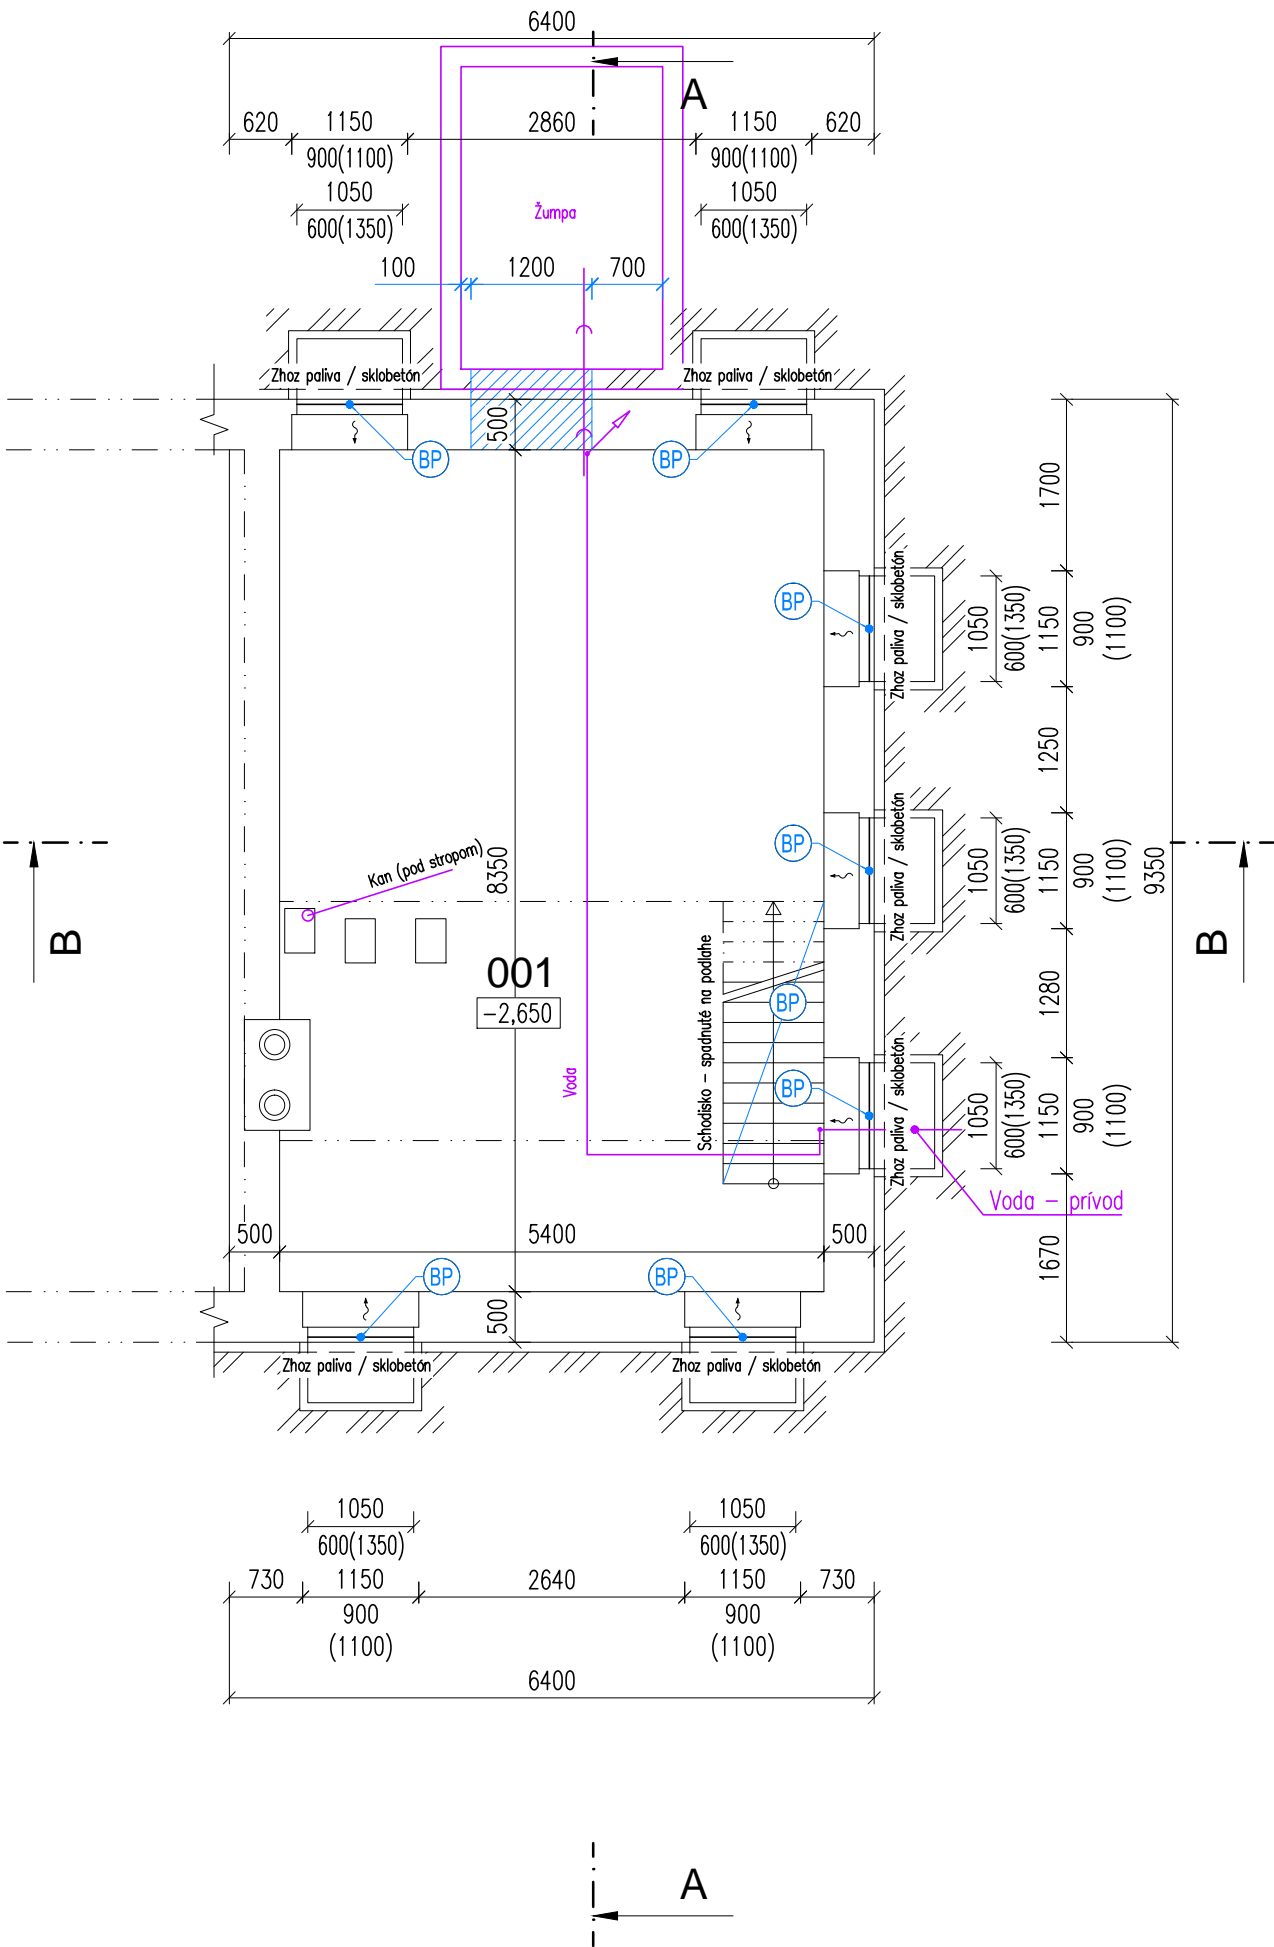 6400
A
620 1150 2860 1150 620
900(1100) 900(1100)
1050 1050
600(1350) 600(1350)
Žumpa
100 1200 700
Zhoz paliva / sklobetón
Zhoz paliva / sklobetón
500
BP
BP
1700
Zhoz paliva / sklobetón
BP
1050
600(1350)
1150
900
(1100)
1250
Zhoz paliva / sklobetón
BP
1050
600(1350)
1150
900
(1100)
9350
Kan (pod stropom)
8350
B
B
001
-2,650
Schodisko - spadnuté na podlahe
BP
1280
Voda
Zhoz paliva / sklobetón
BP
1050
600(1350)
1150
900
(1100)
Voda - prívod
500 5400 500
1670
BP
BP
500
Zhoz paliva / sklobetón
Zhoz paliva / sklobetón
1050 1050
600(1350) 600(1350)
730 1150 2640 1150 730
900 900
(1100) (1100)
6400
A